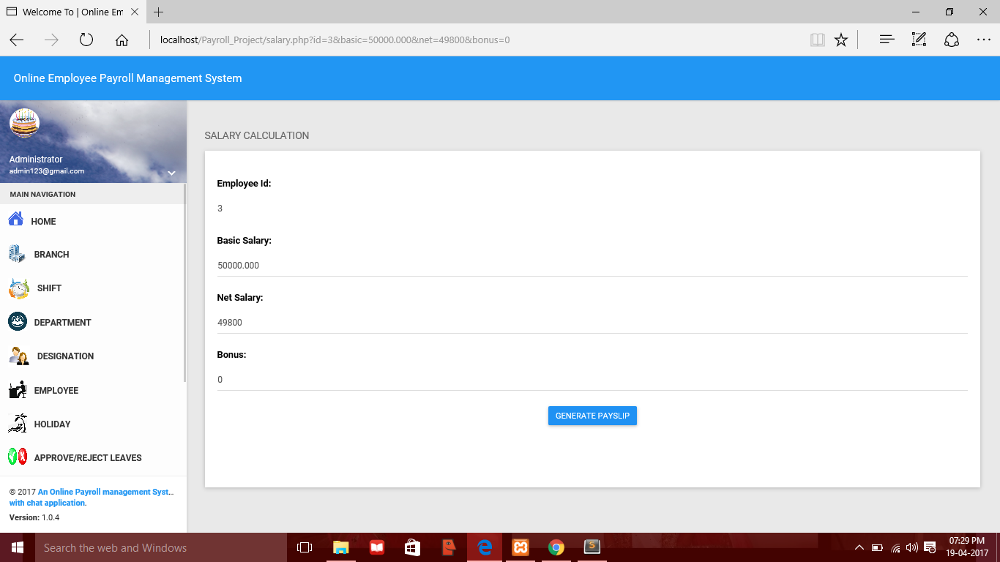 Welcome To | Online Em
localhost/Payroll_Project/salary.php?id=3&basic=50000.000&net=49800&bonus=0
Online Employee Payroll Management System
Administrator
admin123@gmail.com
MAIN NAVIGATION
HOME
BRANCH
SHIFT
DEPARTMENT
DESIGNATION
EMPLOYEE
HOLIDAY
APPROVE/REJECT LEAVES
© 2017 An Online Payroll management Syst...
with chat application.
Version: 1.0.4
SALARY CALCULATION
Employee Id:
3
Basic Salary:
50000.000
Net Salary:
49800
Bonus:
0
GENERATE PAYSLIP
Search the web and Windows
07:29 PM
19-04-2017